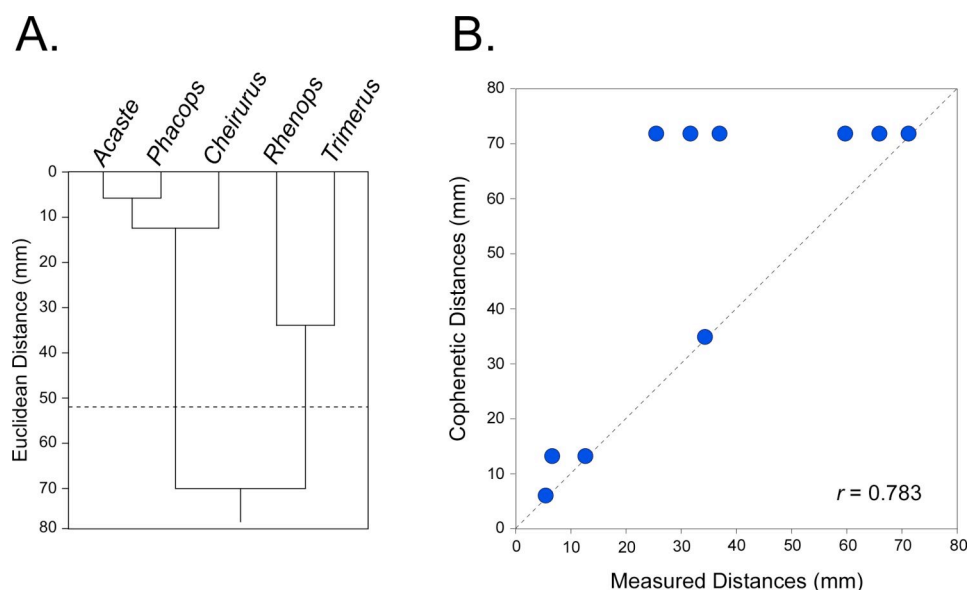 A.
Acaste
Phacops
Cheirurus
Rhenops
Trimerus
Euclidean Distance (mm)
0
10
20
30
40
50
60
70
80
B.
Cophenetic Distances (mm)
80
70
60
50
40
30
20
10
0
r = 0.783
0 10 20 30 40 50 60 70 80
Measured Distances (mm)